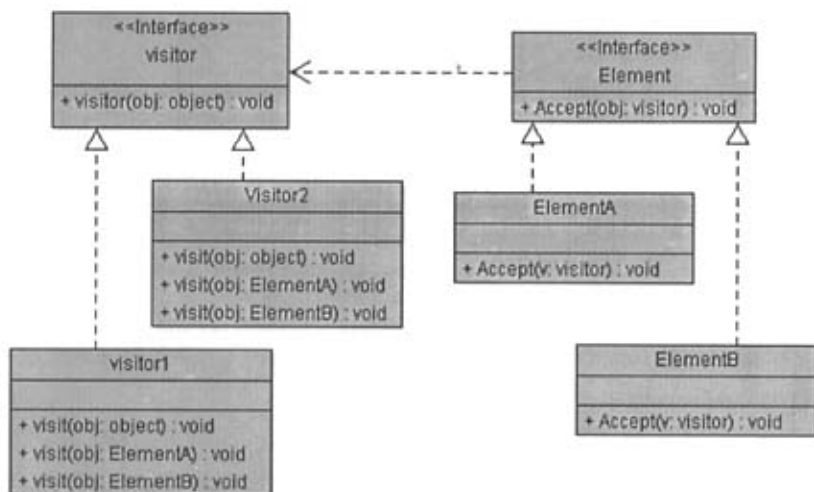 <<Interface>>
visitor
+ visitor(obj: object) : void
<<Interface>>
Element
+ Accept(obj: visitor) : void
Visitor2
+ visit(obj: object) : void
+ visit(obj: ElementA) : void
+ visit(obj: ElementB) : void
ElementA
+ Accept(v: visitor) : void
visitor1
+ visit(obj: object) : void
+ visit(obj: ElementA) : void
+ visit(obj: ElementB) : void
ElementB
+ Accept(v: visitor) : void